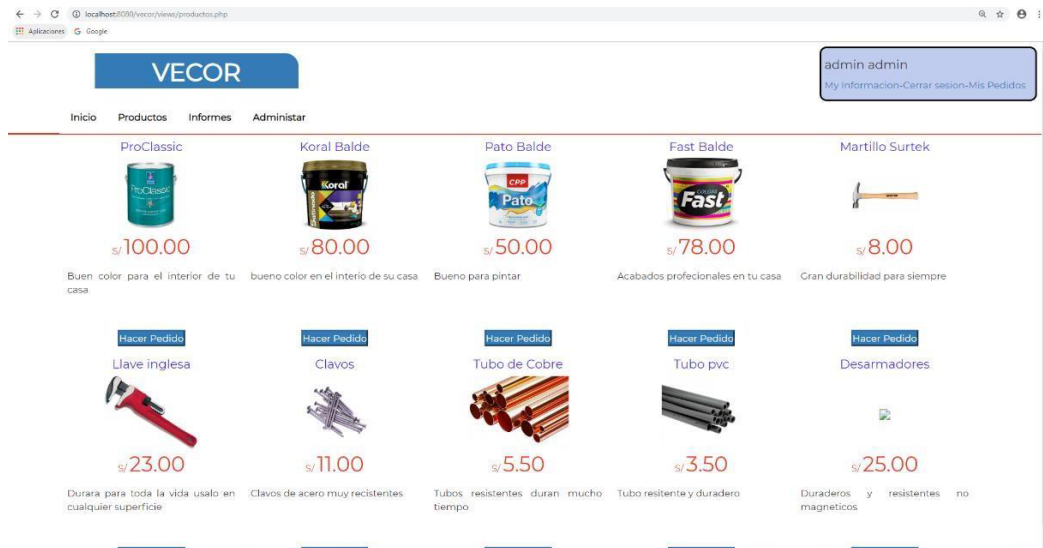 localhost:8080/vecor/views/productos.php
Aplicaciones Google
VECOR
admin admin
My Informacion-Cerrar sesion-Mis Pedidos
Inicio Productos Informes Administar
ProClassic Koral Balde Pato Balde Fast Balde Martillo Surtek
ProClassic
Koral
CPP
Pato
COLORS
Fast
s/100.00 s/80.00 s/50.00 s/78.00 s/8.00
Buen color para el interior de tu casa
bueno color en el interio de su casa
Bueno para pintar
Acabados profecionales en tu casa
Gran durabilidad para siempre
Hacer Pedido Hacer Pedido Hacer Pedido Hacer Pedido Hacer Pedido
Llave inglesa Clavos Tubo de Cobre Tubo pvc Desarmadores
s/23.00 s/11.00 s/5.50 s/3.50 s/25.00
Durara para toda la vida usalo en cualquier superficie
Clavos de acero muy recistentes
Tubos resistentes duran mucho tiempo
Tubo resitente y duradero
Duraderos y resistentes no magneticos